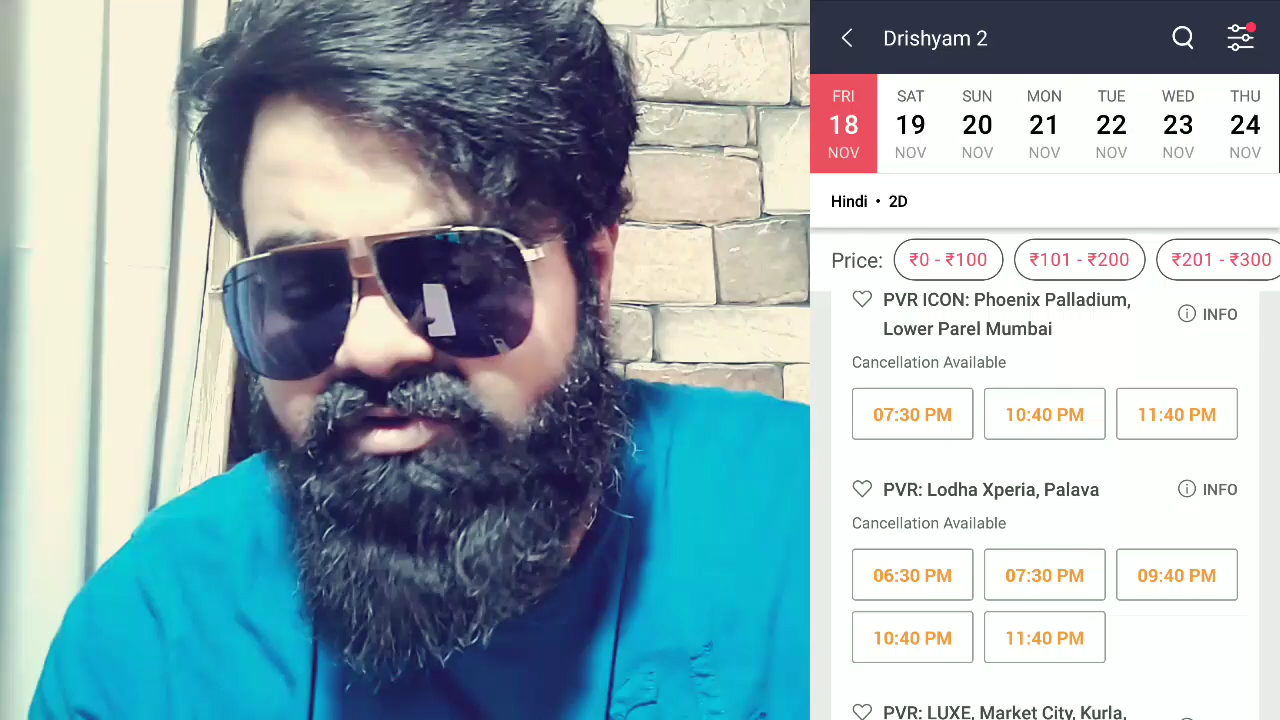 Drishyam 2
FRI SAT SUN MON TUE WED THU
18 19 20 21 22 23 24
NOV NOV NOV NOV NOV NOV NOV
Hindi • 2D
Price: ₹0 - ₹100 ₹101 - ₹200 ₹201 - ₹300
PVR ICON: Phoenix Palladium,
Lower Parel Mumbai
INFO
Cancellation Available
07:30 PM 10:40 PM 11:40 PM
PVR: Lodha Xperia, Palava INFO
Cancellation Available
06:30 PM 07:30 PM 09:40 PM
10:40 PM 11:40 PM
PVR: LUXE, Market City, Kurla,